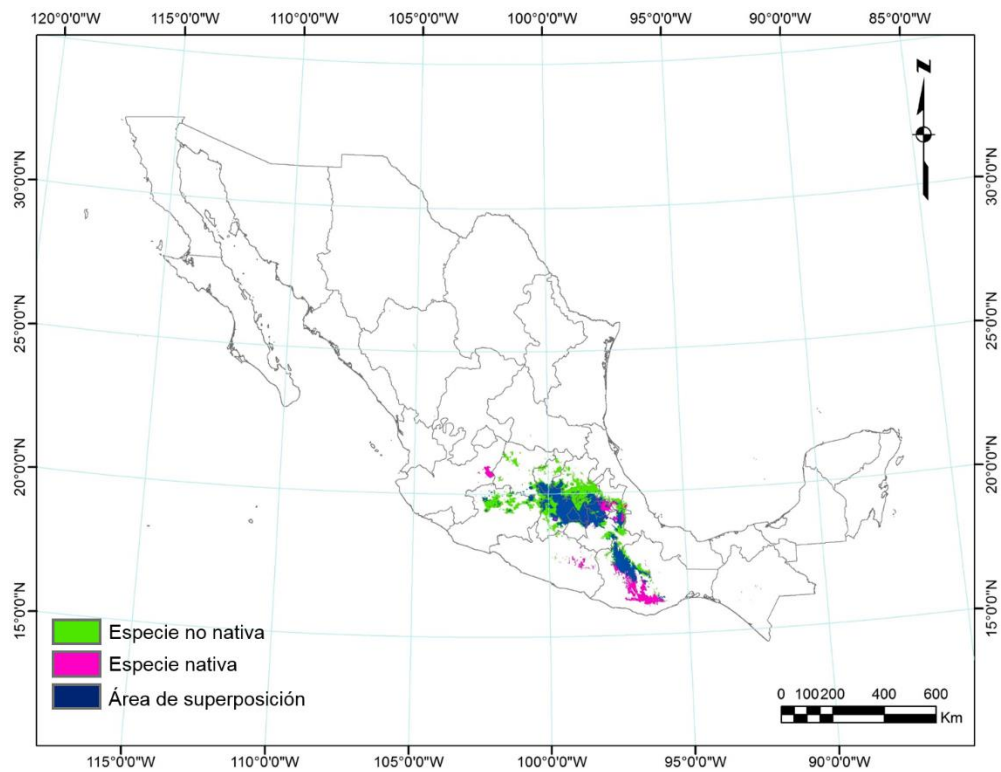 120°0'0"W 115°0'0"W 110°0'0"W 105°0'0"W 100°0'0"W 95°0'0"W 90°0'0"W 85°0'0"W
N
30°0'0"N 30°0'0"N
25°0'0"N 25°0'0"N
20°0'0"N 20°0'0"N
15°0'0"N 15°0'0"N
Especie no nativa
Especie nativa
Área de superposición
0 100 200 400 600
Km
115°0'0"W 110°0'0"W 105°0'0"W 100°0'0"W 95°0'0"W 90°0'0"W